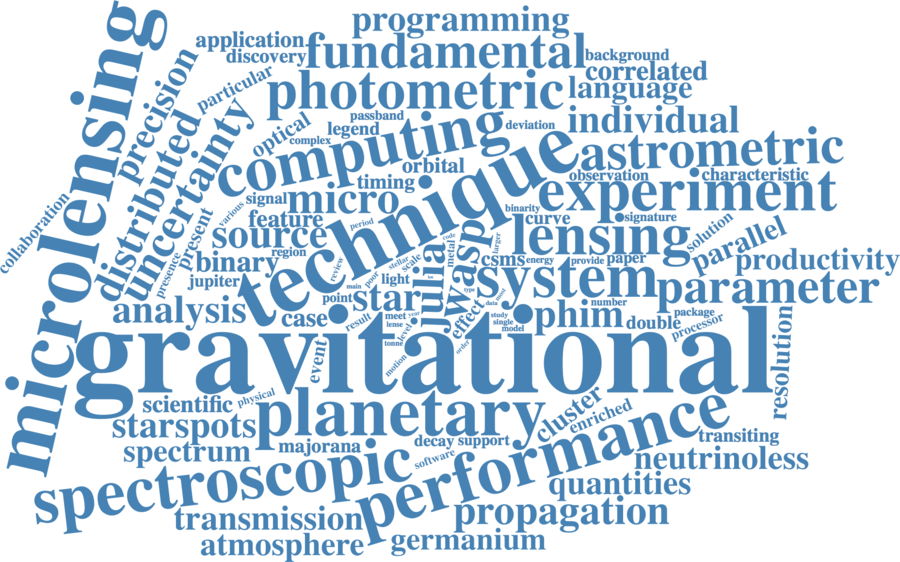 programming
application
fundamental
background
discovery
correlated
particular
photometric
language
microlensing
precision
distributed
uncertainty
optical
passband
legend
complex
computing
deviation
individual
technique
astrometric
orbital
timing
observation
characteristic
experiment
collaboration
present
presence
various
signal
micro
feature
source
period
binarity
curve
signature
lensing
solution
parallel
binary
region
jupiter
review
main
poor
stellar
scale
light
julia
code
metal
wasp
larger
csms
energy
provide
paper
productivity
system
type
data
most
parameter
analysis
case
point
star
result
meet
lense
year
level
tonne
effect
order
study
single
model
phim
number
double
package
processor
gravitational
event
motion
resolution
scientific
physical
starspots
planetary
cluster
enriched
performance
transiting
majorana
decay
support
software
spectrum
spectroscopic
neutrinoless
quantities
transmission
propagation
atmosphere
germanium